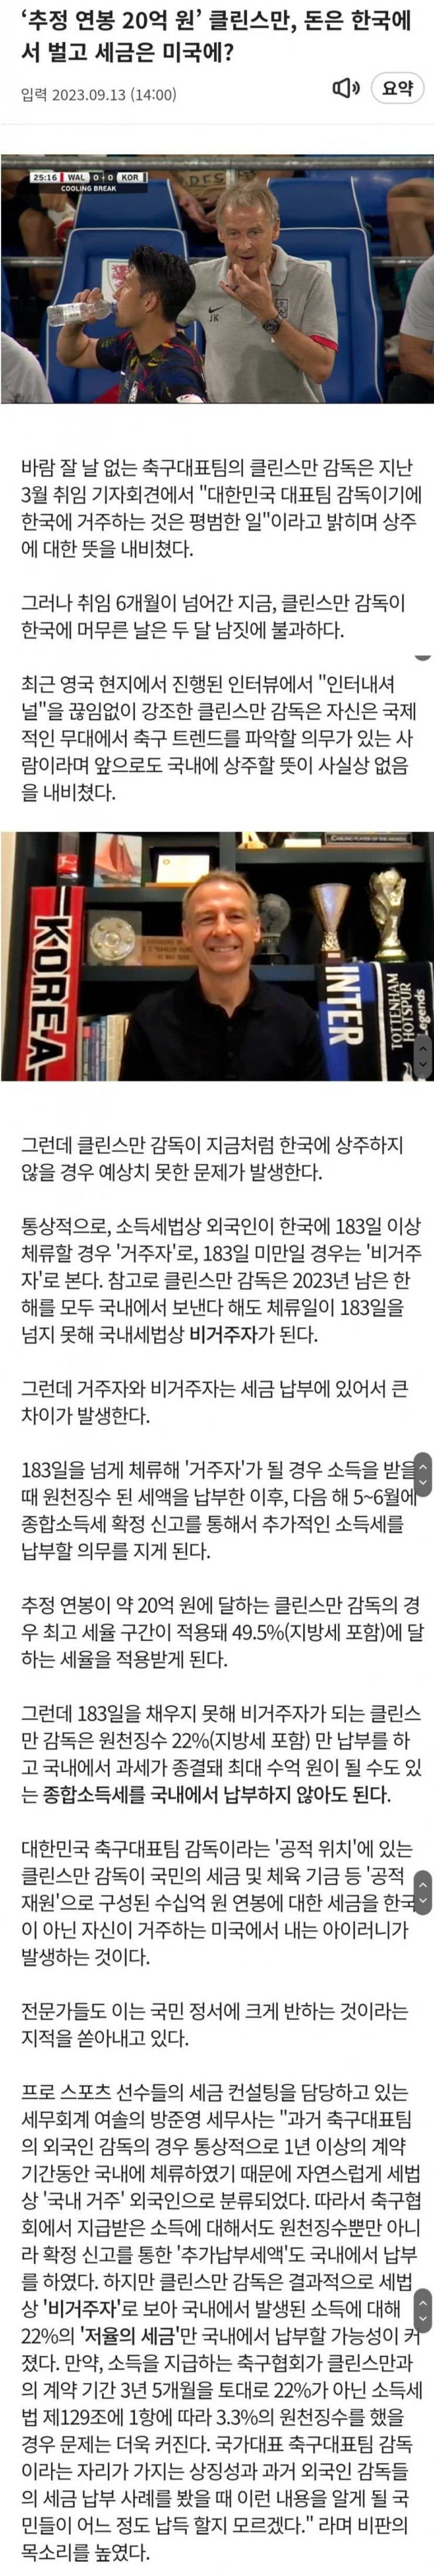 ‘추정 연봉 20억 원’ 클린스만, 돈은 한국에
서 벌고 세금은 미국에?
입력 2023.09.13 (14:00)
요약
25:16 WAL 0 0 KOR
COOLING BREAK
JK
바람 잘 날 없는 축구대표팀의 클린스만 감독은 지난
3월 취임 기자회견에서 "대한민국 대표팀 감독이기에
한국에 거주하는 것은 평범한 일"이라고 밝히며 상주
에 대한 뜻을 내비쳤다.
그러나 취임 6개월이 넘어간 지금, 클린스만 감독이
한국에 머무른 날은 두 달 남짓에 불과하다.
최근 영국 현지에서 진행된 인터뷰에서 "인터내셔
널"을 끊임없이 강조한 클린스만 감독은 자신은 국제
적인 무대에서 축구 트렌드를 파악할 의무가 있는 사
람이라며 앞으로도 국내에 상주할 뜻이 사실상 없음
을 내비쳤다.
KOREA
INTER
TOTTENHAM
HOTSPUR
Legends
그런데 클린스만 감독이 지금처럼 한국에 상주하지
않을 경우 예상치 못한 문제가 발생한다.
통상적으로, 소득세법상 외국인이 한국에 183일 이상
체류할 경우 '거주자'로, 183일 미만일 경우는 '비거주
자'로 본다. 참고로 클린스만 감독은 2023년 남은 한
해를 모두 국내에서 보낸다 해도 체류일이 183일을
넘지 못해 국내세법상 비거주자가 된다.
그런데 거주자와 비거주자는 세금 납부에 있어서 큰
차이가 발생한다.
183일을 넘게 체류해 '거주자'가 될 경우 소득을 받을
때 원천징수 된 세액을 납부한 이후, 다음 해 5~6월에
종합소득세 확정 신고를 통해서 추가적인 소득세를
납부할 의무를 지게 된다.
추정 연봉이 약 20억 원에 달하는 클린스만 감독의 경
우 최고 세율 구간이 적용돼 49.5%(지방세 포함)에 달
하는 세율을 적용받게 된다.
그런데 183일을 채우지 못해 비거주자가 되는 클린스
만 감독은 원천징수 22%(지방세 포함) 만 납부를 하
고 국내에서 과세가 종결돼 최대 수억 원이 될 수도 있
는 종합소득세를 국내에서 납부하지 않아도 된다.
대한민국 축구대표팀 감독이라는 '공적 위치'에 있는
클린스만 감독이 국민의 세금 및 체육 기금 등 '공적
재원'으로 구성된 수십억 원 연봉에 대한 세금을 한국
이 아닌 자신이 거주하는 미국에서 내는 아이러니가
발생하는 것이다.
전문가들도 이는 국민 정서에 크게 반하는 것이라는
지적을 쏟아내고 있다.
프로 스포츠 선수들의 세금 컨설팅을 담당하고 있는
세무회계 여솔의 방준영 세무사는 "과거 축구대표팀
의 외국인 감독의 경우 통상적으로 1년 이상의 계약
기간동안 국내에 체류하였기 때문에 자연스럽게 세법
상 '국내 거주' 외국인으로 분류되었다. 따라서 축구협
회에서 지급받은 소득에 대해서도 원천징수뿐만 아니
라 확정 신고를 통한 '추가납부세액'도 국내에서 납부
를 하였다. 하지만 클린스만 감독은 결과적으로 세법
상 '비거주자'로 보아 국내에서 발생된 소득에 대해
22%의 '저율의 세금'만 국내에서 납부할 가능성이 커
졌다. 만약, 소득을 지급하는 축구협회가 클린스만과
의 계약 기간 3년 5개월을 토대로 22%가 아닌 소득세
법 제129조에 1항에 따라 3.3%의 원천징수를 했을
경우 문제는 더욱 커진다. 국가대표 축구대표팀 감독
이라는 자리가 가지는 상징성과 과거 외국인 감독들
의 세금 납부 사례를 봤을 때 이런 내용을 알게 될 국
민들이 어느 정도 납득 할지 모르겠다." 라며 비판의
목소리를 높였다.